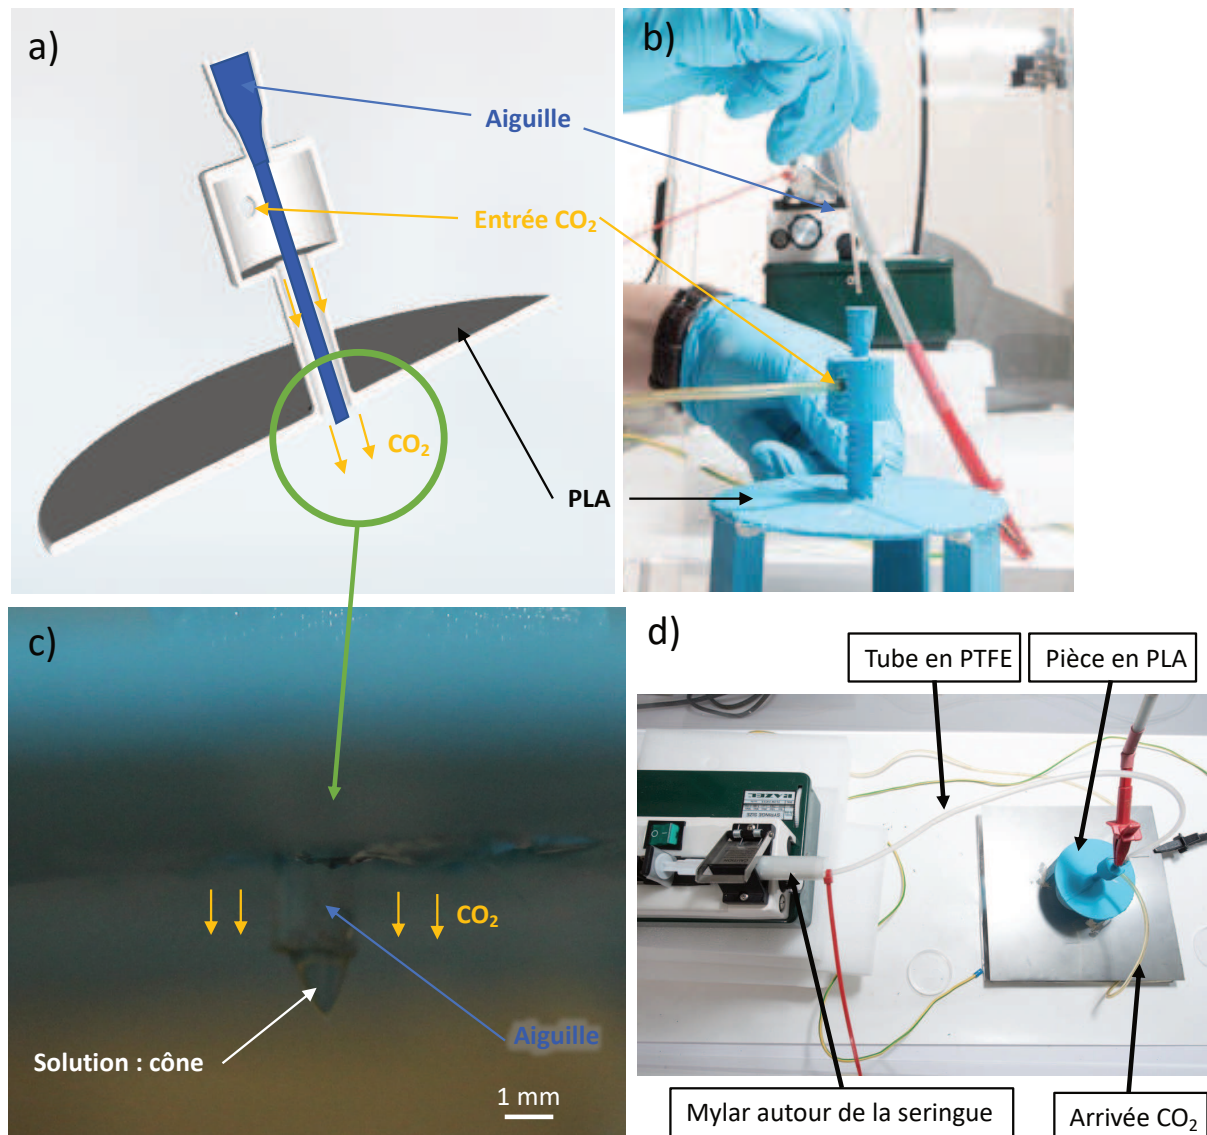 a)
b)
Aiguille
Entrée CO₂
CO₂
PLA
c)
d)
Tube en PTFE
Pièce en PLA
CO₂
Aiguille
Solution : cône
1 mm
Mylar autour de la seringue
Arrivée CO₂